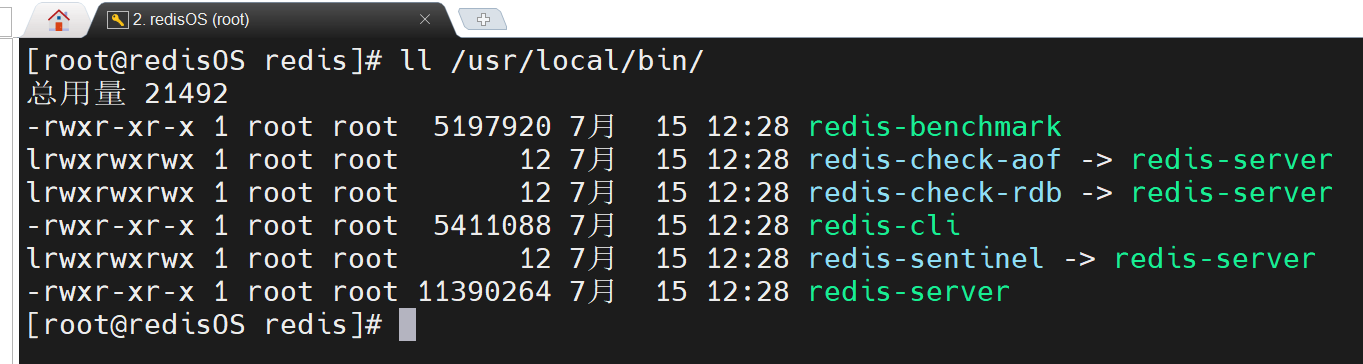 2. redisOS (root)
[root@redisOS redis]# ll /usr/local/bin/
总用量 21492
-rwxr-xr-x 1 root root  5197920 7月  15 12:28 redis-benchmark
lrwxrwxrwx 1 root root       12 7月  15 12:28 redis-check-aof -> redis-server
lrwxrwxrwx 1 root root       12 7月  15 12:28 redis-check-rdb -> redis-server
-rwxr-xr-x 1 root root  5411088 7月  15 12:28 redis-cli
lrwxrwxrwx 1 root root       12 7月  15 12:28 redis-sentinel -> redis-server
-rwxr-xr-x 1 root root 11390264 7月  15 12:28 redis-server
[root@redisOS redis]#